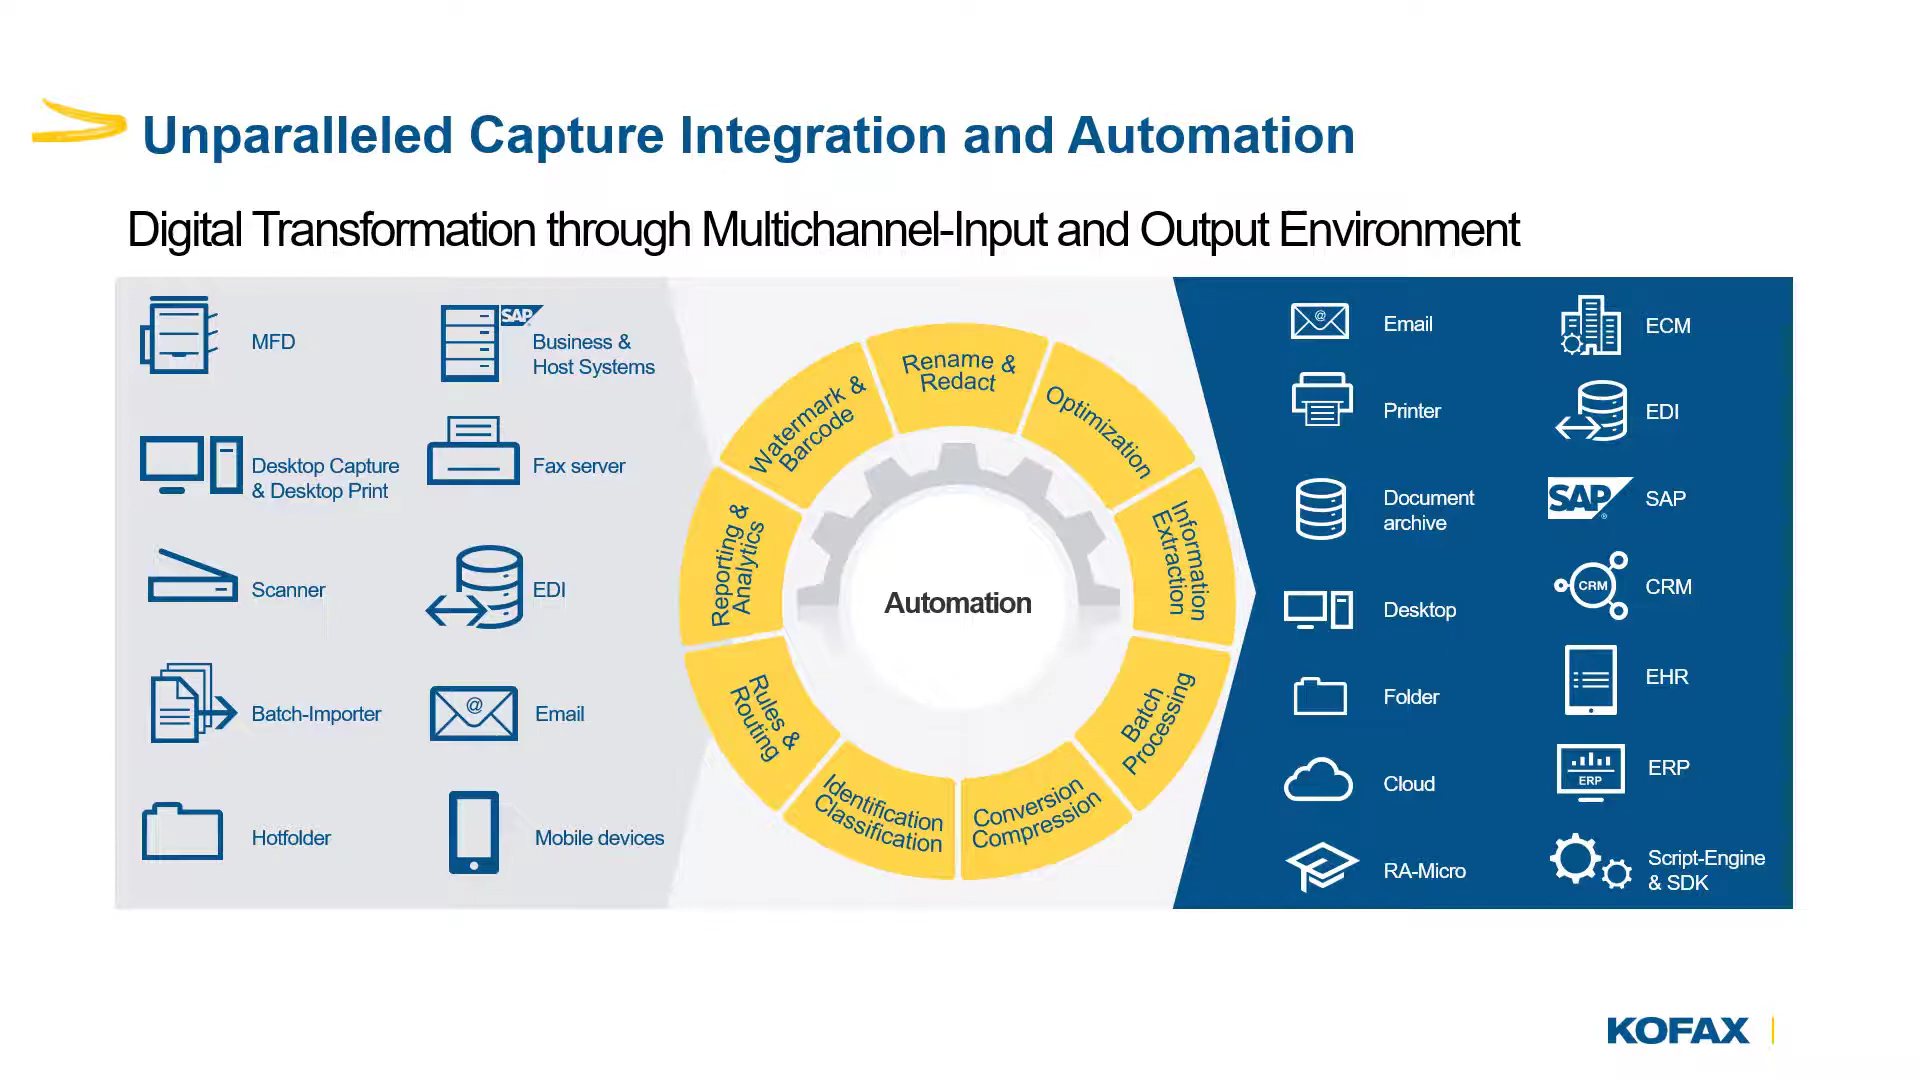 Unparalleled Capture Integration and Automation
Digital Transformation through Multichannel-Input and Output Environment
MFD
SAP
Business &
Host Systems
Desktop Capture
& Desktop Print
Fax server
Scanner
EDI
Batch-Importer
@
Email
Hotfolder
Mobile devices
Rename &
Redact
Optimization
Information
Extraction
Batch
Processing
Conversion
Compression
Identification
Classification
Rules &
Routing
Reporting &
Analytics
Watermark &
Barcode
Automation
@
Email
Printer
Document
archive
Desktop
Folder
Cloud
RA-Micro
ECM
EDI
SAP®
SAP
CRM
CRM
EHR
ERP
ERP
Script-Engine
& SDK
KOFAX